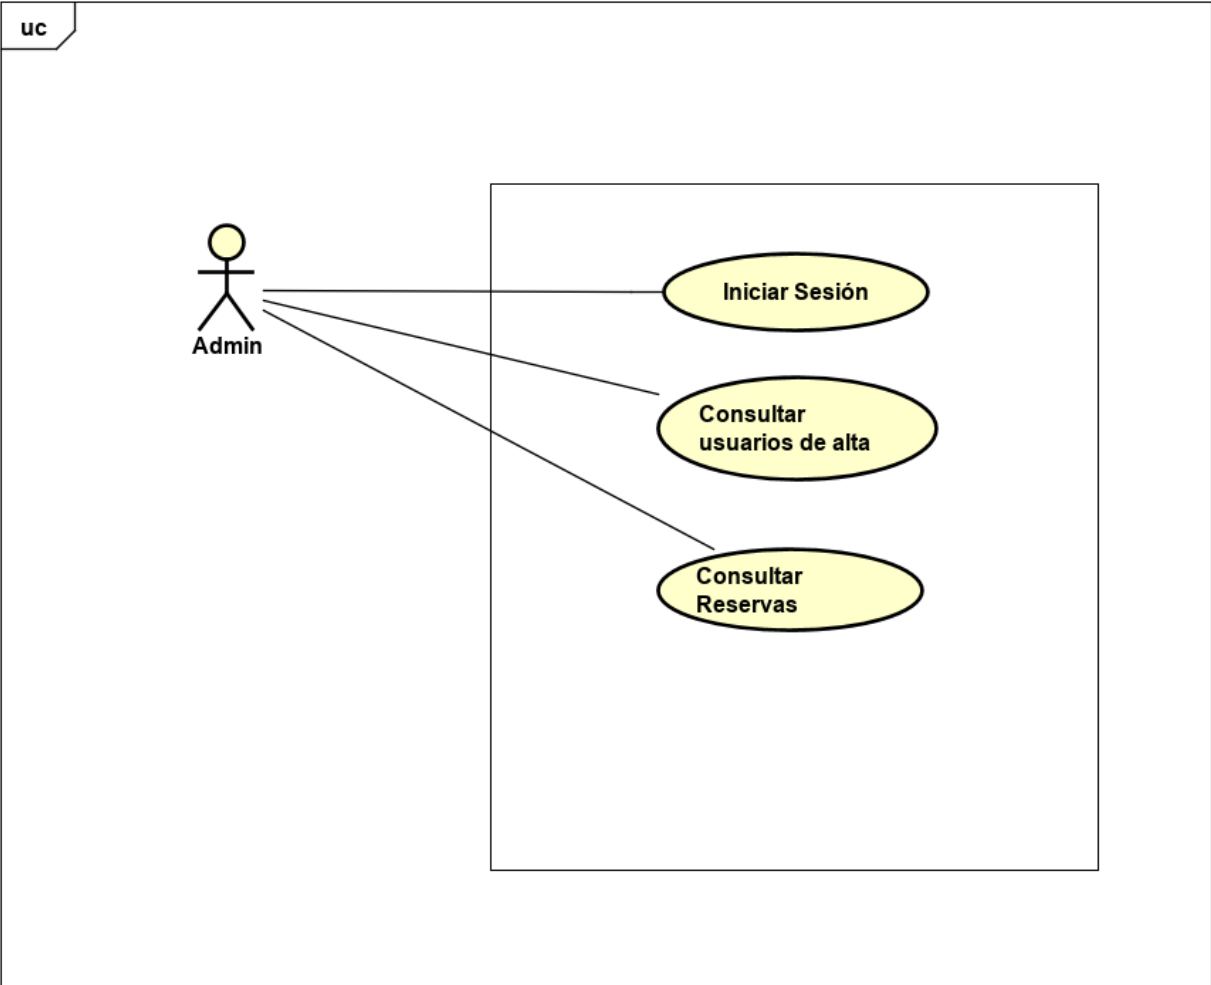 uc
Admin
Iniciar Sesión
Consultar
usuarios de alta
Consultar
Reservas